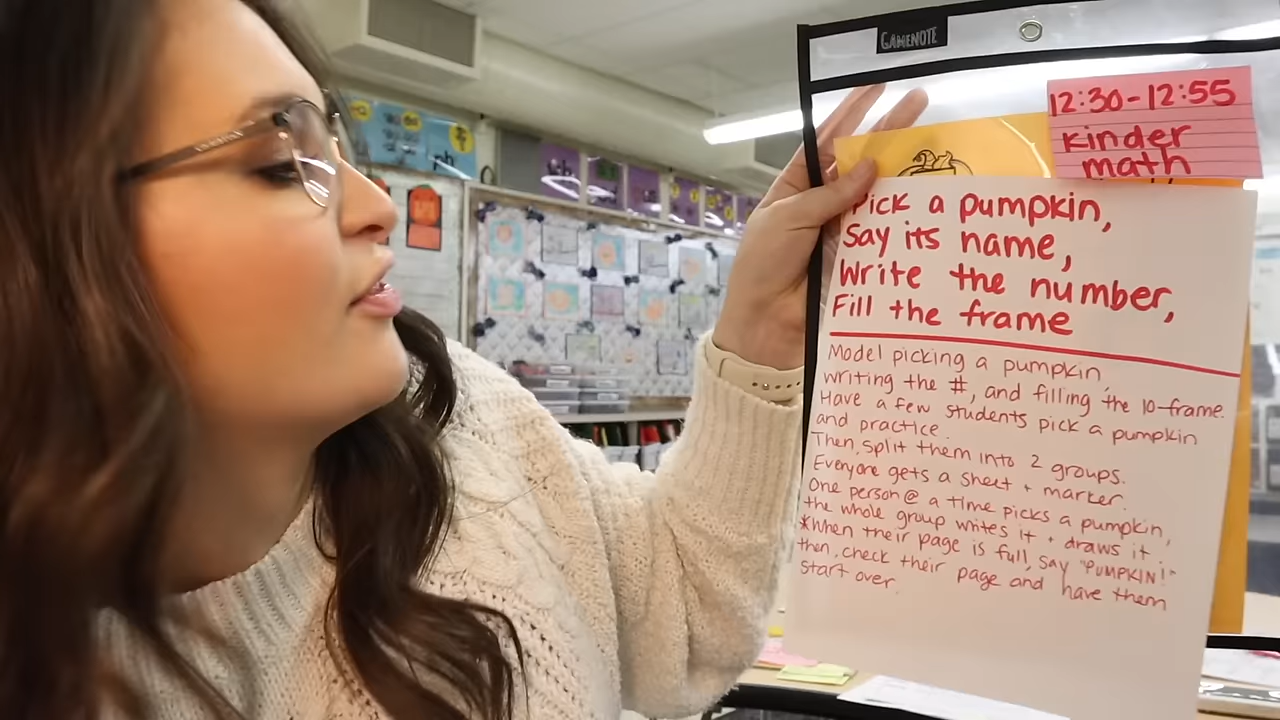 GAMENOTE
12:30-12:55
kinder
math
Pick a pumpkin,
Say its name,
Write the number,
Fill the frame
Model picking a pumpkin,
writing the #, and filling the 10-frame.
Have a few students pick a pumpkin
and practice.
Then, split them into 2 groups.
Everyone gets a sheet + marker.
One person @ a time picks a pumpkin,
the whole group writes it + draws it.
*When their page is full, say "PUMPKIN!"
then, check their page and have them
start over.